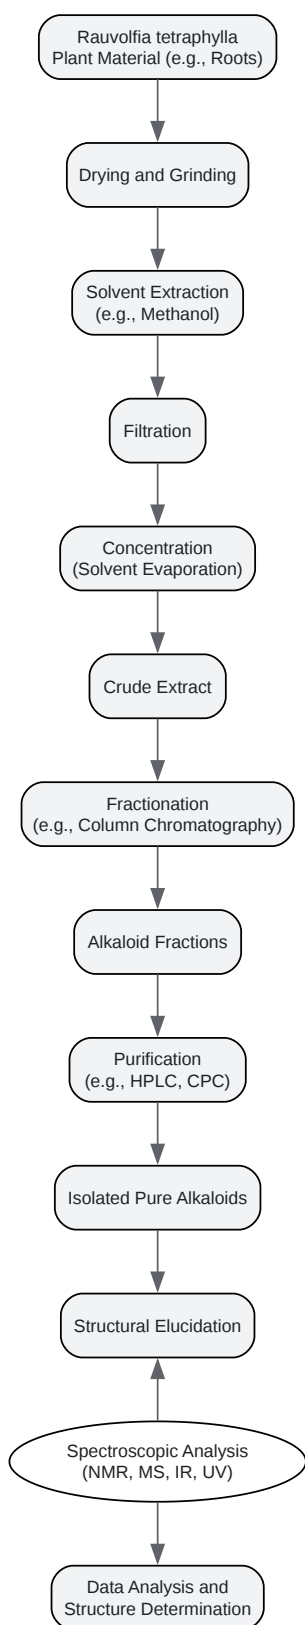 Rauvolfia tetraphylla
Plant Material (e.g., Roots)
Drying and Grinding
Solvent Extraction
(e.g., Methanol)
Filtration
Concentration
(Solvent Evaporation)
Crude Extract
Fractionation
(e.g., Column Chromatography)
Alkaloid Fractions
Purification
(e.g., HPLC, CPC)
Isolated Pure Alkaloids
Structural Elucidation
Spectroscopic Analysis
(NMR, MS, IR, UV)
Data Analysis and
Structure Determination